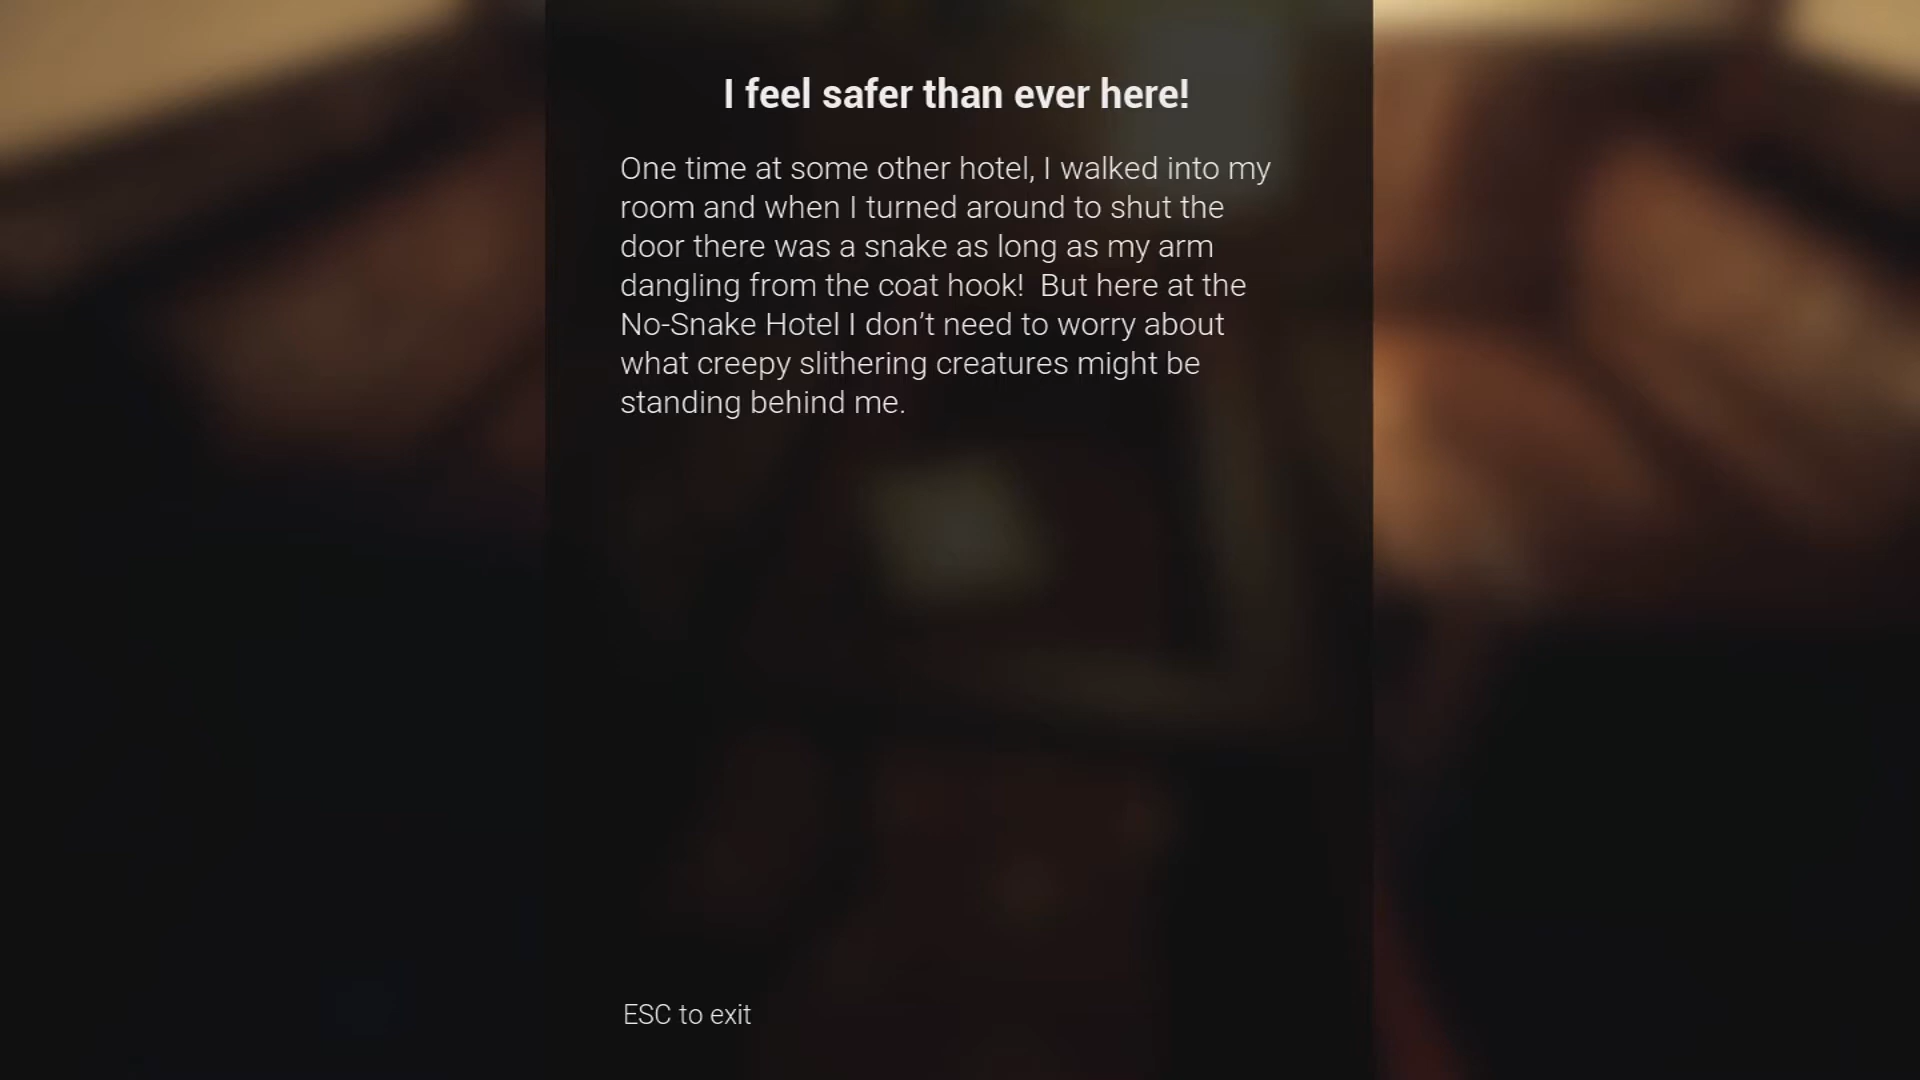 I feel safer than ever here!
One time at some other hotel, I walked into my
room and when I turned around to shut the
door there was a snake as long as my arm
dangling from the coat hook!  But here at the
No-Snake Hotel I don’t need to worry about
what creepy slithering creatures might be
standing behind me.
ESC to exit